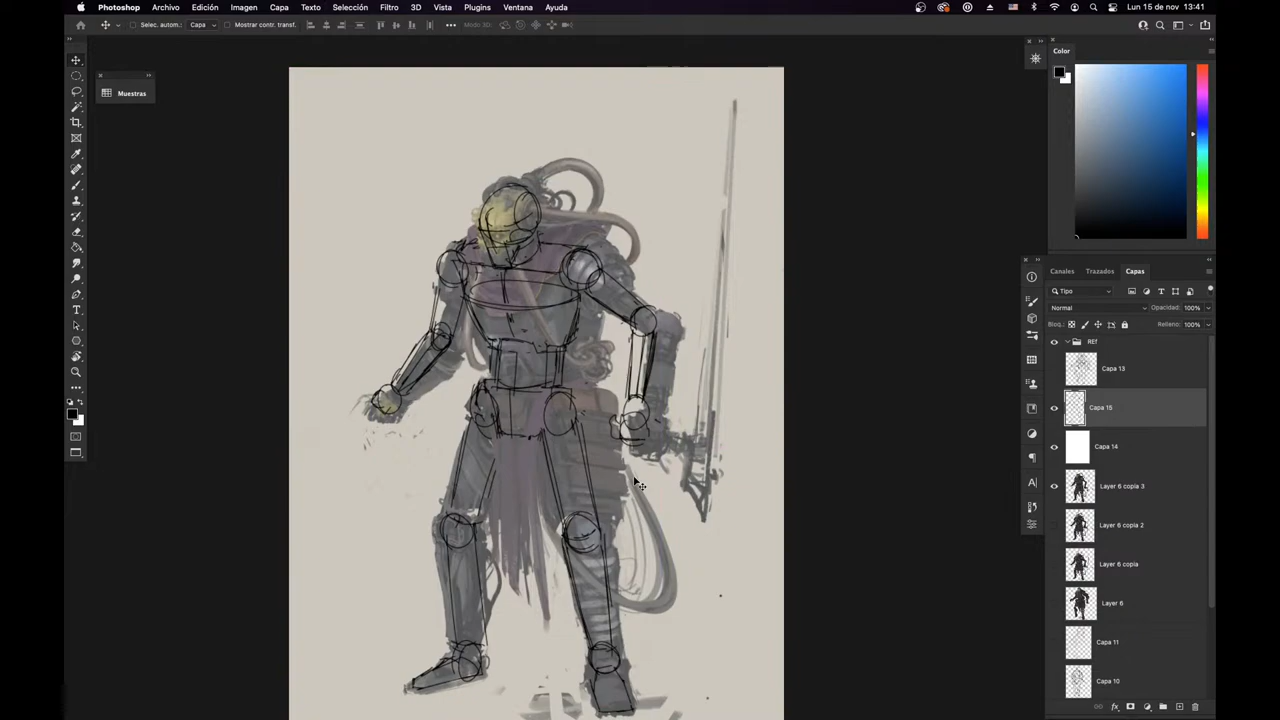 Photoshop Archivo Edición Imagen Capa Texto Selección Filtro 3D Vista Plugins Ventana Ayuda Lun 15 de nov 13:41
Selec. autom.: Capa Mostrar contr. transf. Modo 3D:
Color
Muestras
Canales Trazados Capas
Tipo
Normal Opacidad: 100%
Bloq.: Relleno: 100%
REf
Capa 13
Capa 15
Capa 14
Layer 6 copia 3
Layer 6 copia 2
Layer 6 copia
Layer 6
Capa 11
Capa 10